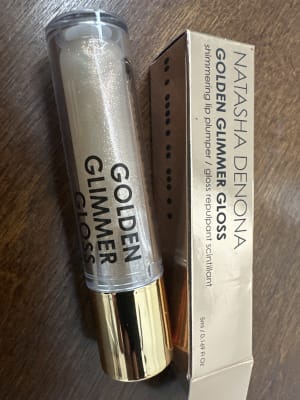 GOLDEN
GLIMMER
GLOSS
NATASHA DENONA
GOLDEN GLIMMER GLOSS
shimmering lip plumper / gloss repulpant scintillant
5ml / 0.169 Fl Oz